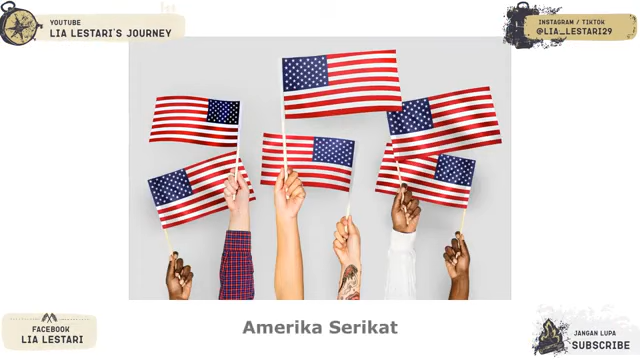 YOUTUBE
LIA LESTARI'S JOURNEY
INSTAGRAM / TIKTOK
@LIA_LESTARI29
Amerika Serikat
FACEBOOK
LIA LESTARI
JANGAN LUPA
SUBSCRIBE